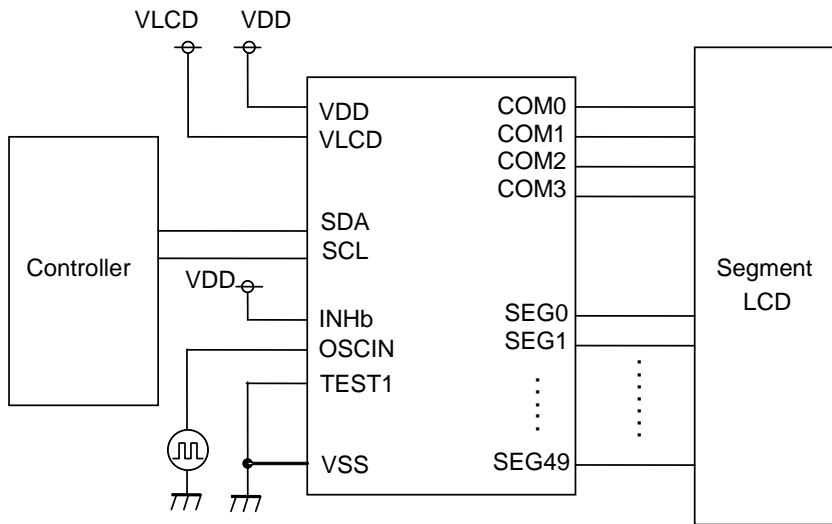 VLCD VDD
VDD
VLCD
SDA
SCL
VDD
INHb
OSCIN
TEST1
VSS
COM0
COM1
COM2
COM3
SEG0
SEG1
SEG49
Controller
Segment
LCD